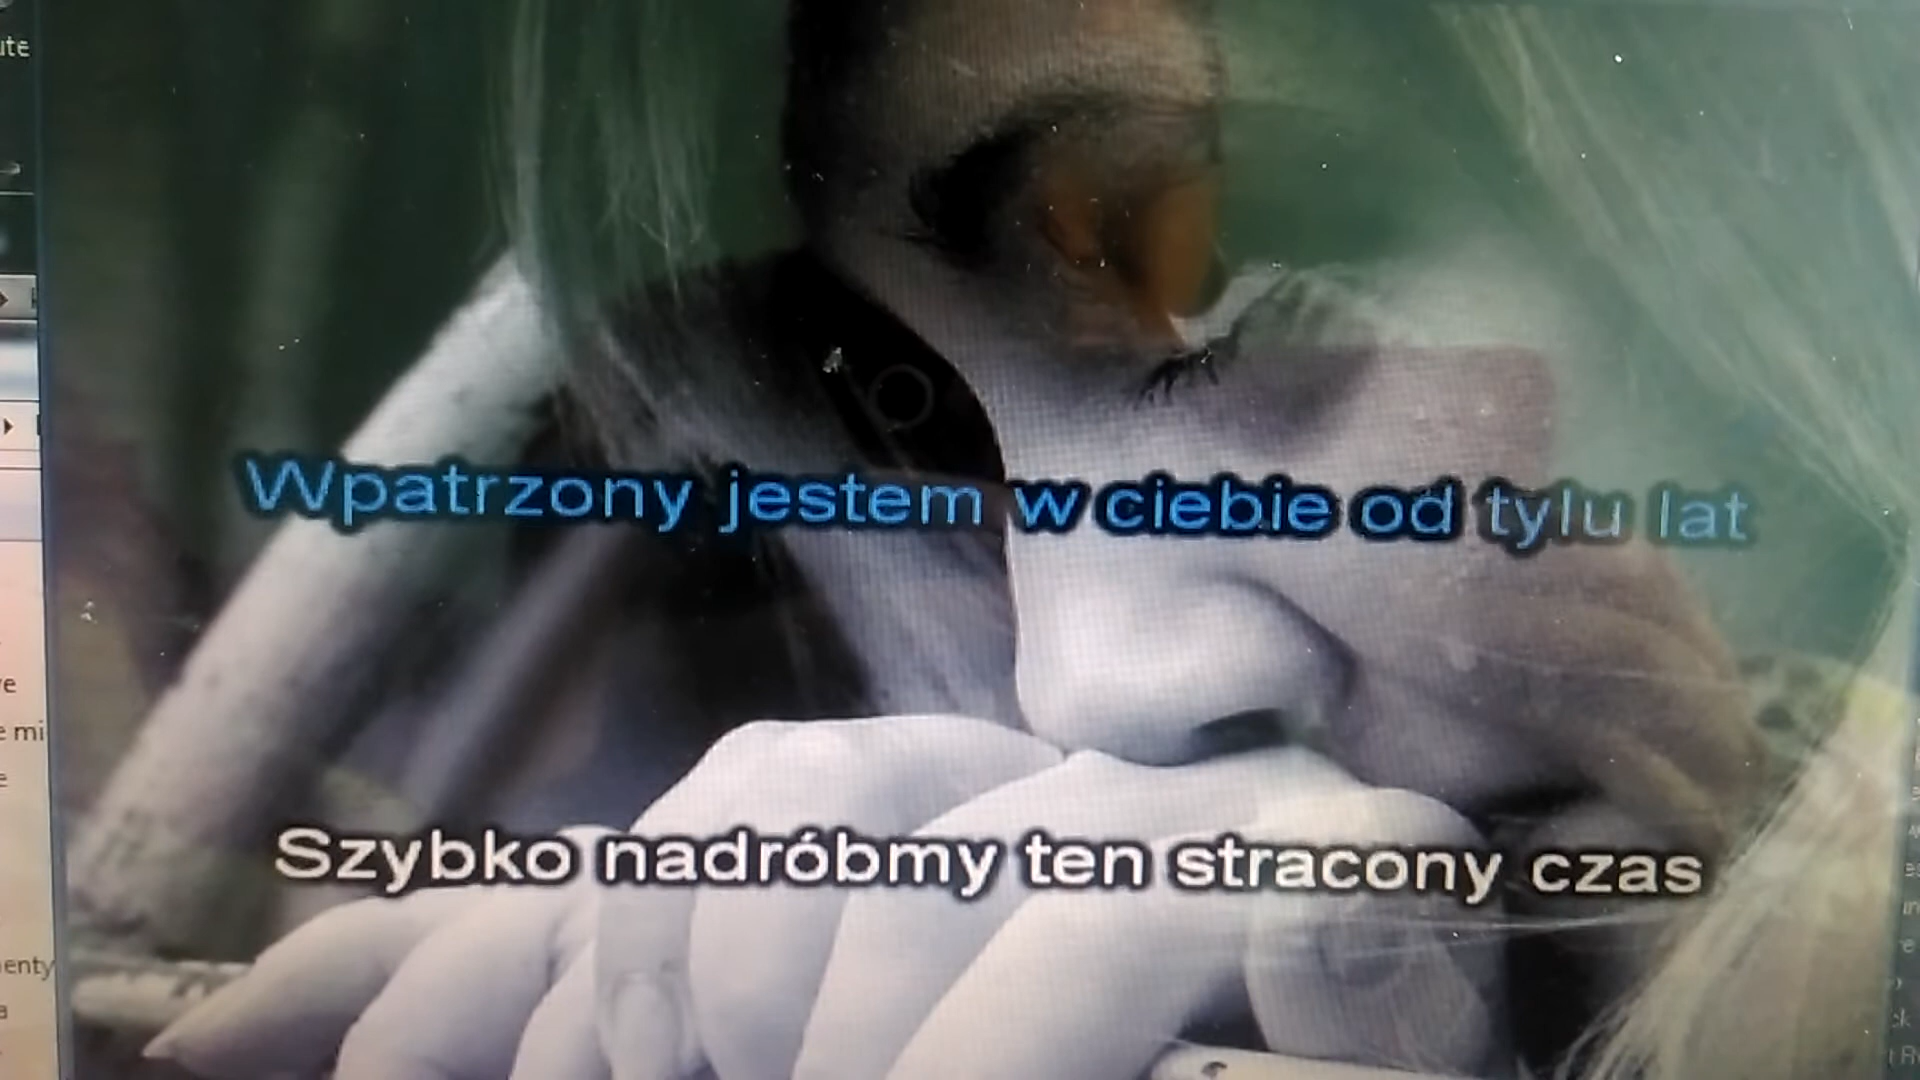 Wpatrzony jestem w ciebie od tylu lat
Szybko nadróbmy ten stracony czas